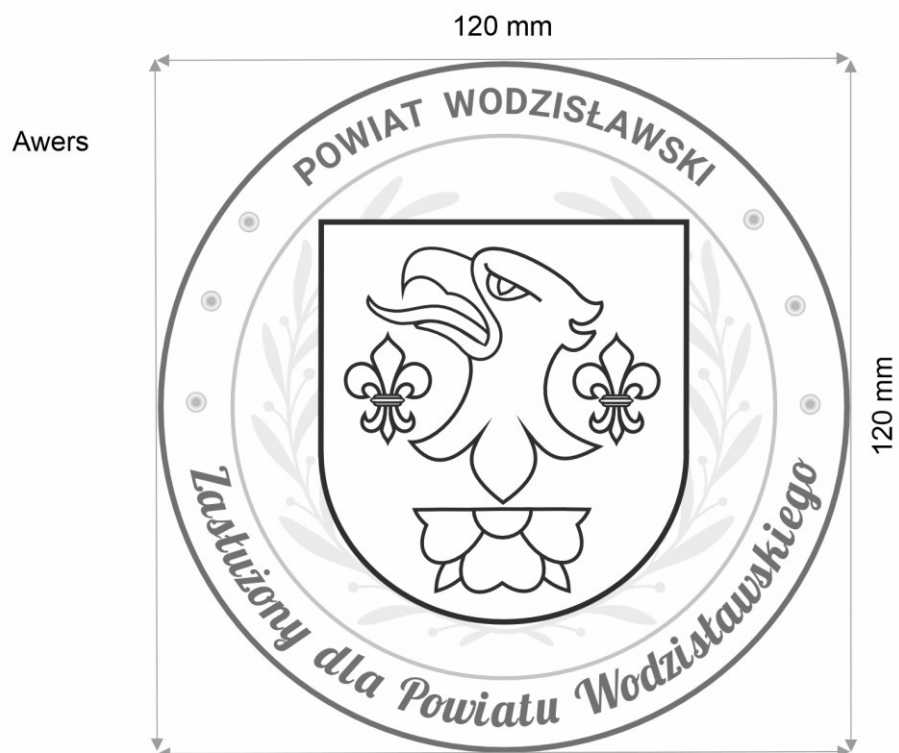 120 mm
Awers
POWIAT WODZISŁAWSKI
120 mm
Zasłużony dla Powiatu Wodzisławskiego